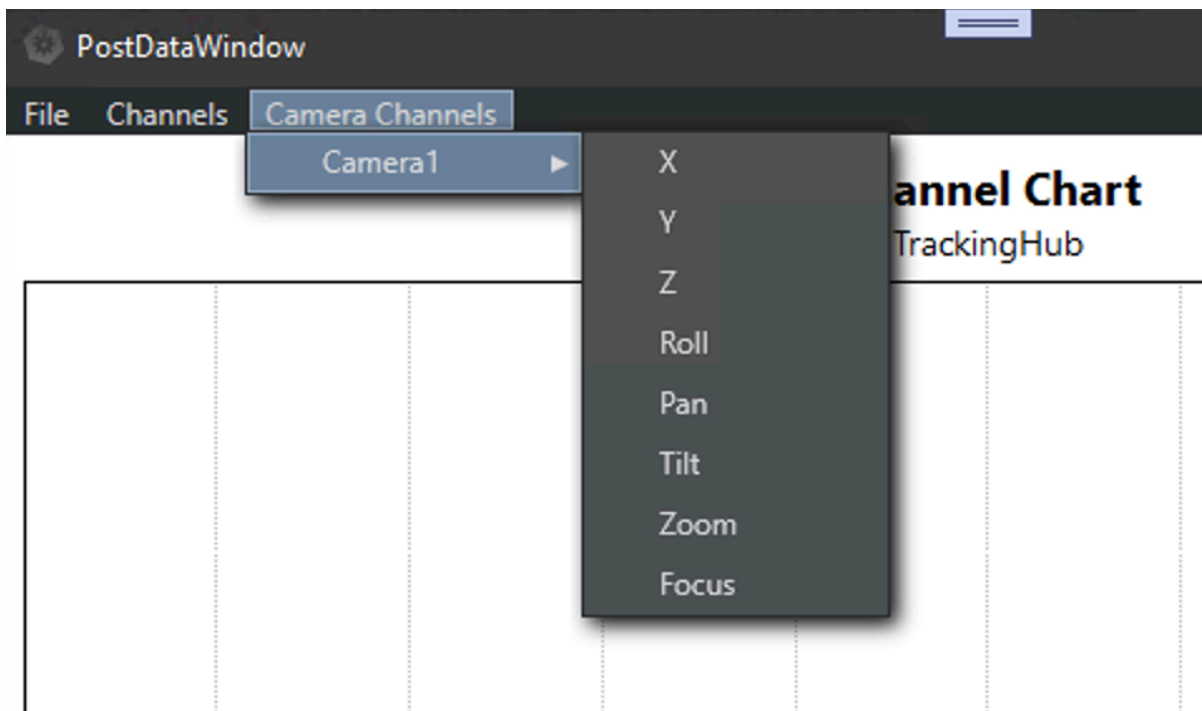 PostDataWindow
File Channels Camera Channels
Camera1
X
annel Chart
Y
TrackingHub
Z
Roll
Pan
Tilt
Zoom
Focus